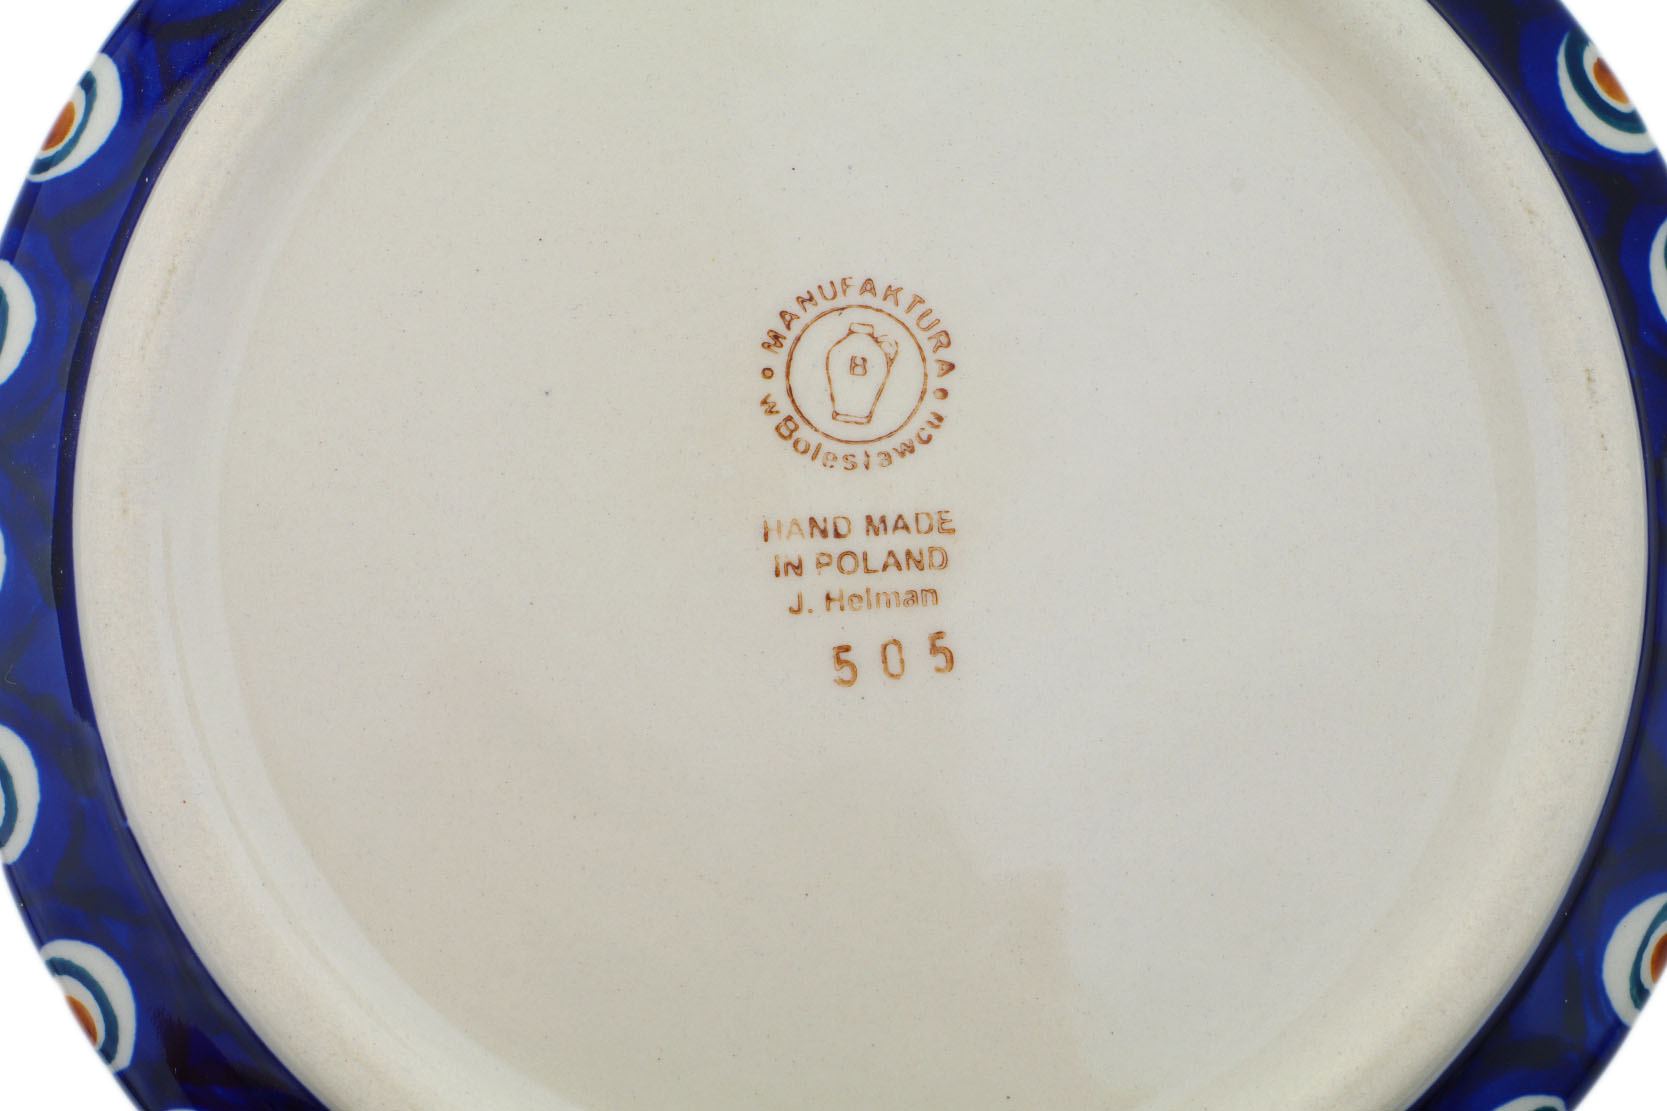 MANUFAKTURA
w Bolesławcu
B
HAND MADE
IN POLAND
J. Helman
505